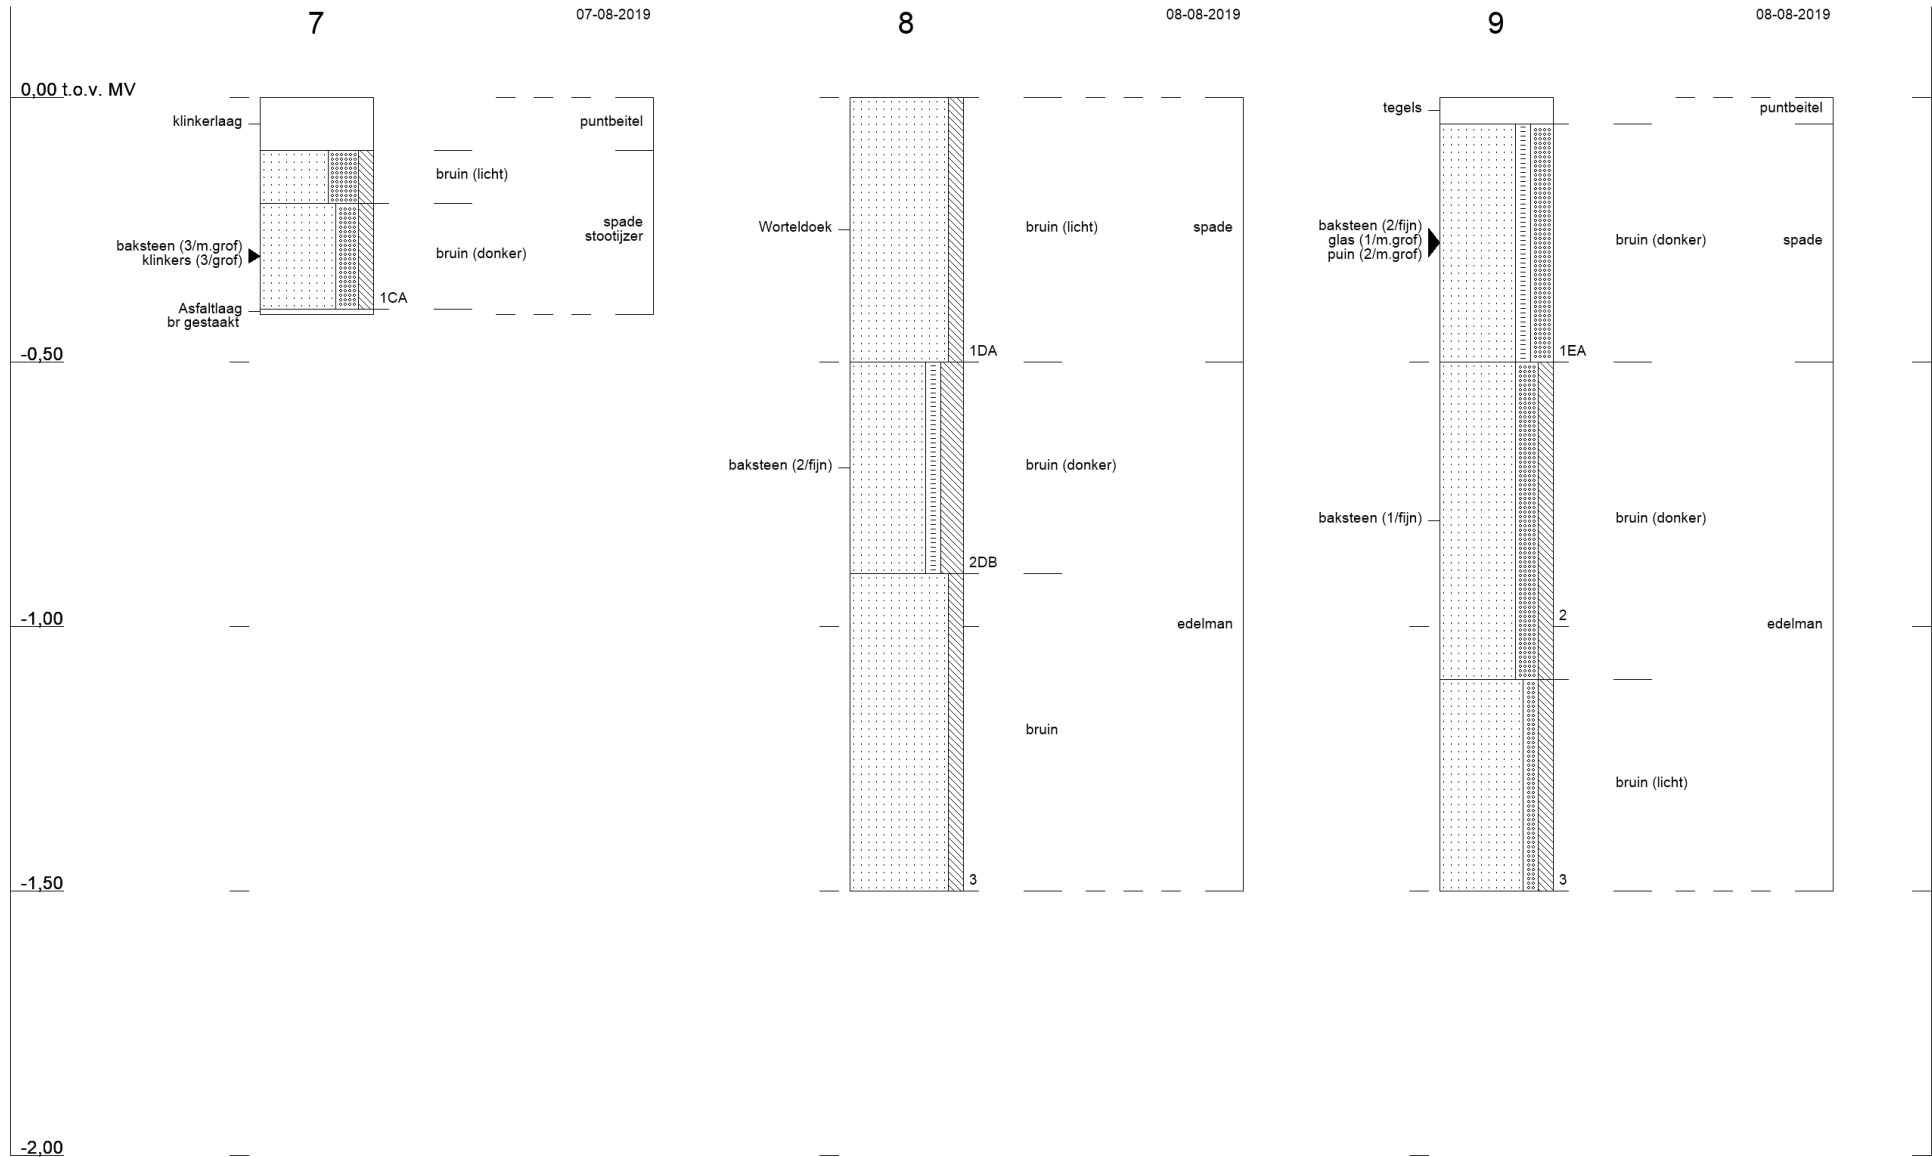 7
07-08-2019
8
08-08-2019
9
08-08-2019
0,00 t.o.v. MV
-0,50
-1,00
-1,50
-2,00
klinkerlaag
puntbeitel
bruin (licht)
spade
stootijzer
baksteen (3/m.grof)
klinkers (3/grof)
bruin (donker)
1CA
Asfaltlaag
br gestaakt
Worteldoek
bruin (licht)
spade
1DA
baksteen (2/fijn)
bruin (donker)
2DB
edelman
bruin
3
tegels
puntbeitel
baksteen (2/fijn)
glas (1/m.grof)
puin (2/m.grof)
bruin (donker)
spade
1EA
baksteen (1/fijn)
bruin (donker)
2
edelman
bruin (licht)
3